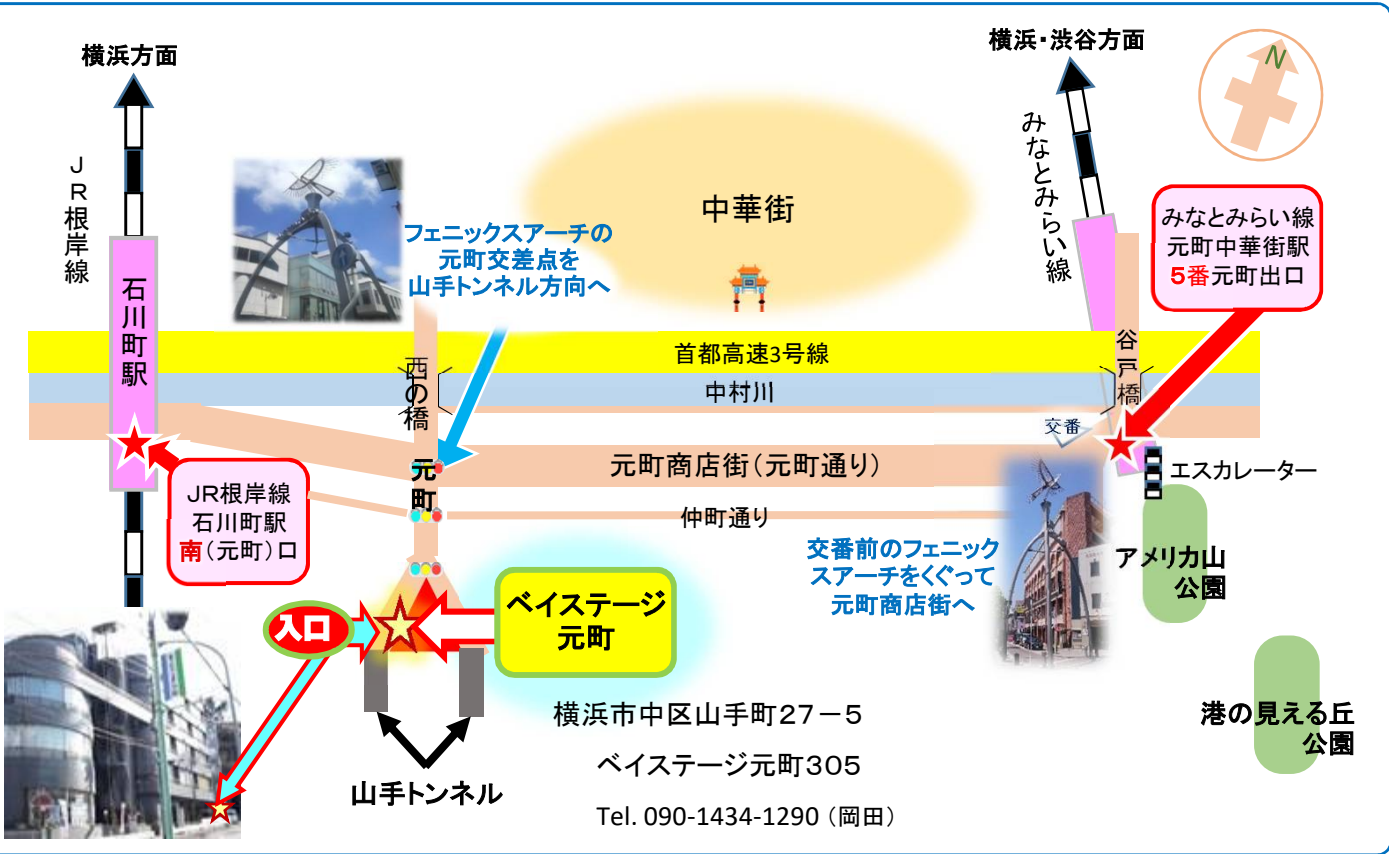 横浜方面
横浜・渋谷方面
N
JR根岸線
みなとみらい線
中華街
フェニックスアーチの
元町交差点を
山手トンネル方向へ
みなとみらい線
元町中華街駅
5番元町出口
石川町駅
首都高速3号線
谷戸橋
西の橋
中村川
交番
元町
元町商店街(元町通り)
エスカレーター
JR根岸線
石川町駅
南(元町)口
仲町通り
交番前のフェニック
スアーチをくぐって
元町商店街へ
アメリカ山
公園
入口
ベイステージ
元町
横浜市中区山手町27-5
港の見える丘
公園
ベイステージ元町305
山手トンネル
Tel. 090-1434-1290 (岡田)